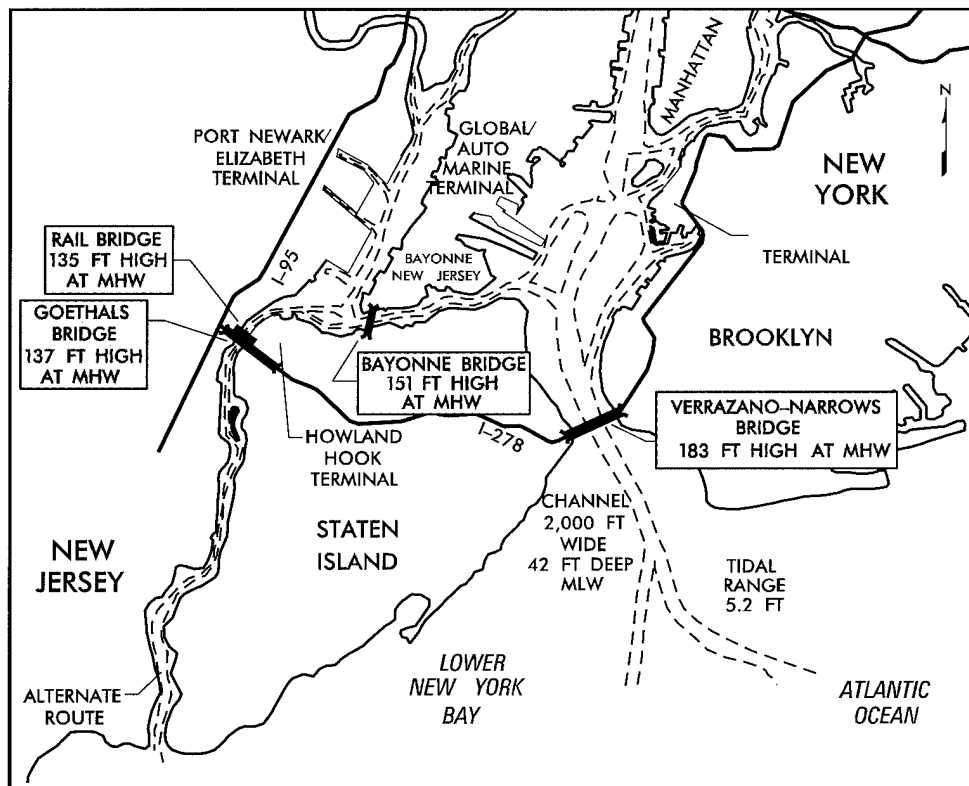 MANHATTAN
N
PORT NEWARK/
ELIZABETH
TERMINAL
GLOBAL/
AUTO
MARINE
TERMINAL
NEW
YORK
TERMINAL
RAIL BRIDGE
135 FT HIGH
AT MHW
I-95
BAYONNE
NEW JERSEY
GOETHALS
BRIDGE
137 FT HIGH
AT MHW
BROOKLYN
BAYONNE BRIDGE
151 FT HIGH
AT MHW
VERRAZANO-NARROWS
BRIDGE
183 FT HIGH AT MHW
HOWLAND
HOOK
TERMINAL
I-278
CHANNEL
2,000 FT
WIDE
42 FT DEEP
MLW
STATEN
ISLAND
NEW
JERSEY
TIDAL
RANGE
5.2 FT
LOWER
NEW YORK
BAY
ALTERNATE
ROUTE
ATLANTIC
OCEAN